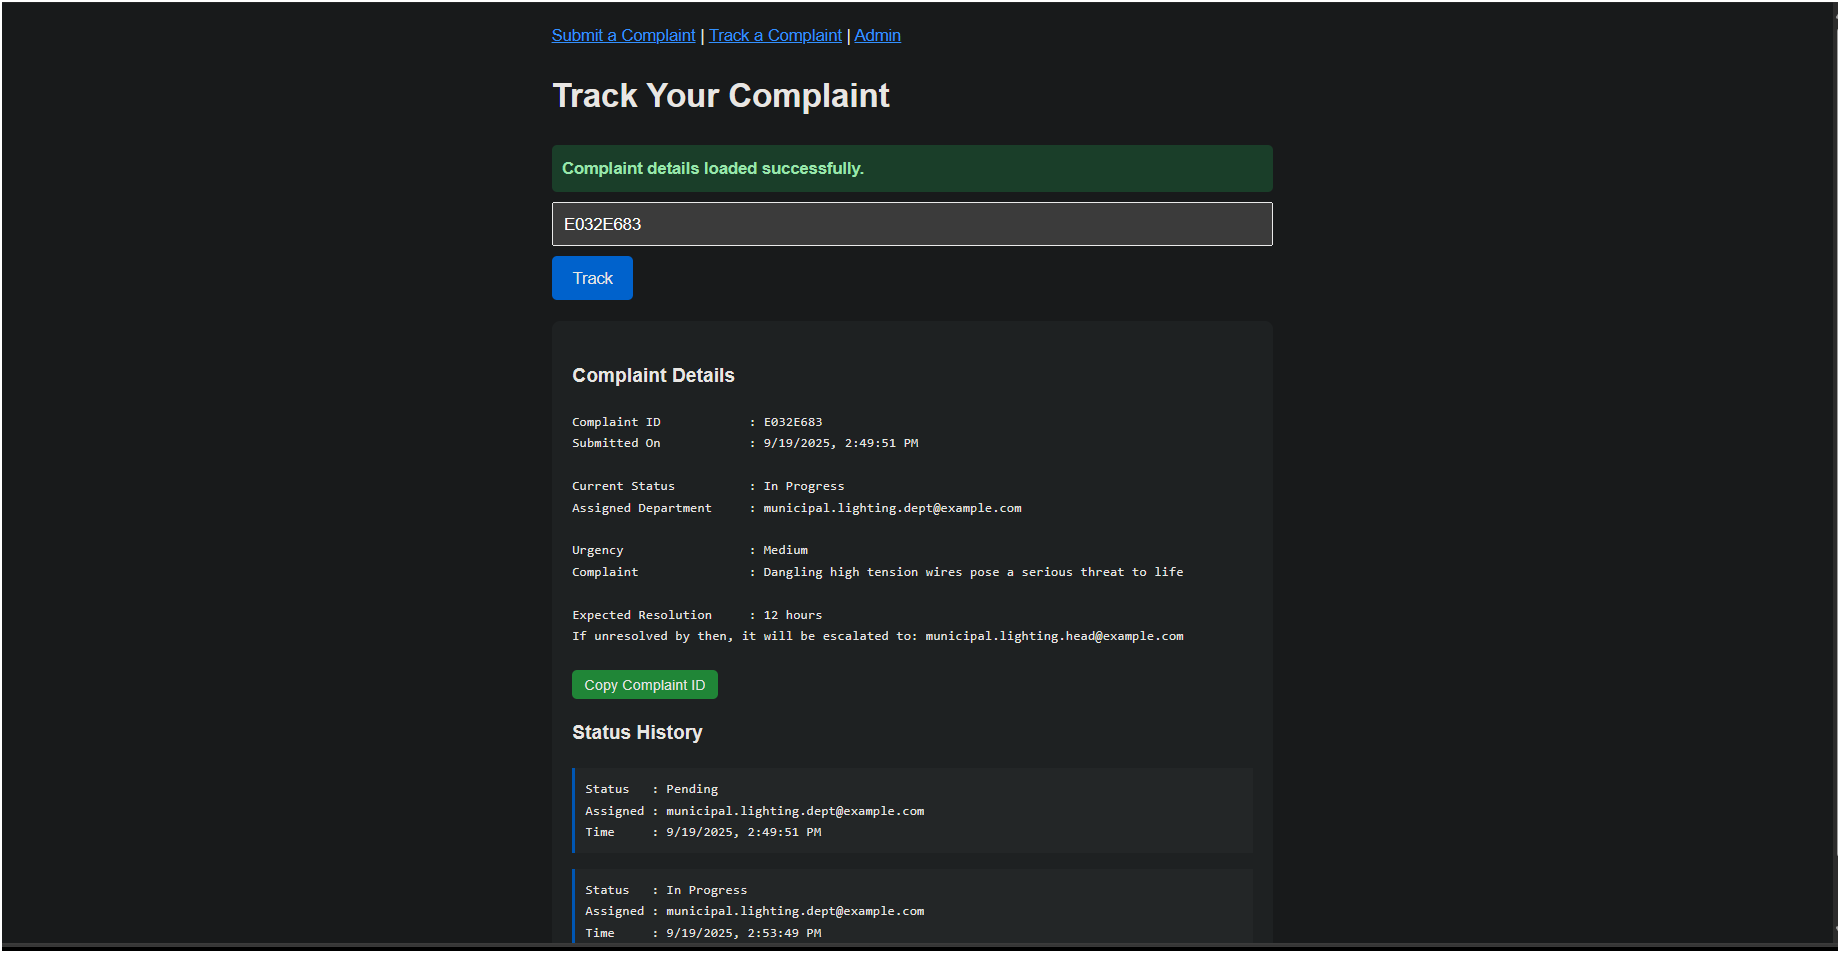 Submit a Complaint | Track a Complaint | Admin
Track Your Complaint
Complaint details loaded successfully.
E032E683
Track
Complaint Details
Complaint ID : E032E683
Submitted On : 9/19/2025, 2:49:51 PM
Current Status : In Progress
Assigned Department : municipal.lighting.dept@example.com
Urgency : Medium
Complaint : Dangling high tension wires pose a serious threat to life
Expected Resolution : 12 hours
If unresolved by then, it will be escalated to: municipal.lighting.head@example.com
Copy Complaint ID
Status History
Status : Pending
Assigned : municipal.lighting.dept@example.com
Time : 9/19/2025, 2:49:51 PM
Status : In Progress
Assigned : municipal.lighting.dept@example.com
Time : 9/19/2025, 2:53:49 PM